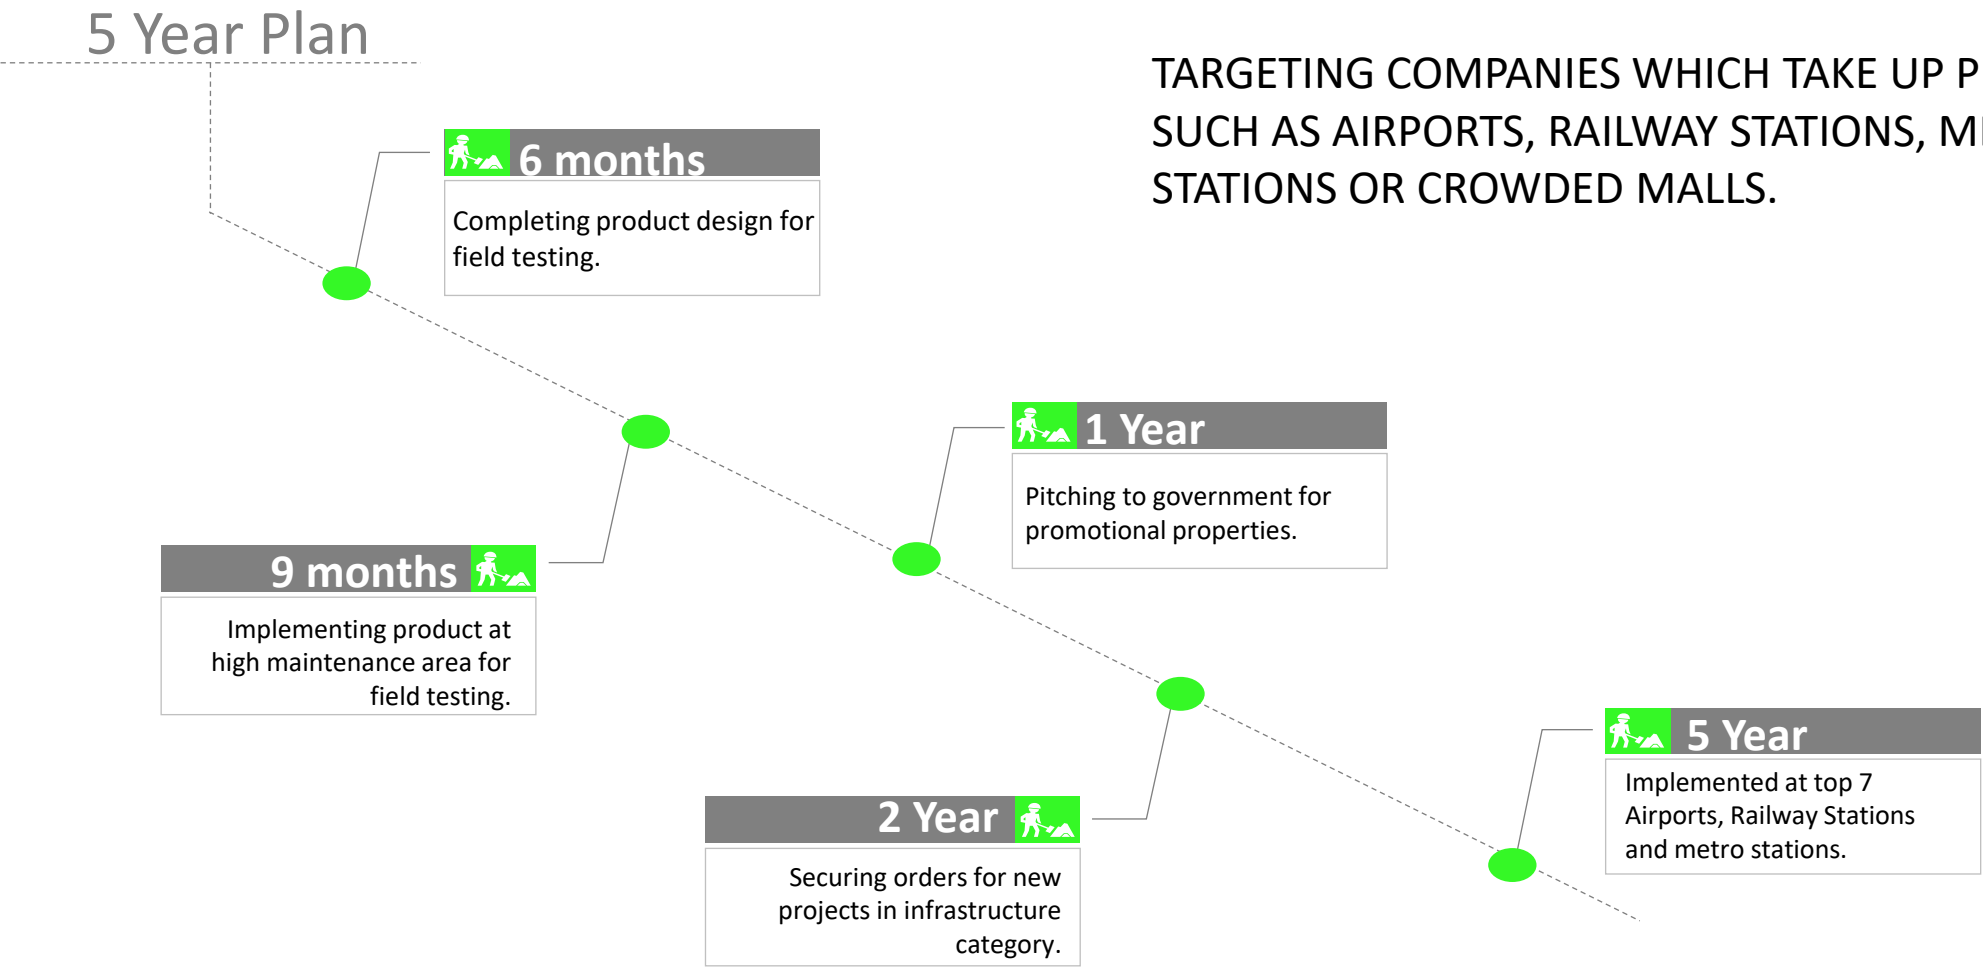 5 Year Plan
TARGETING COMPANIES WHICH TAKE UP
SUCH AS AIRPORTS, RAILWAY STATIONS,
STATIONS OR CROWDED MALLS.
6 months
Completing product design for
field testing.
1 Year
Pitching to government for
promotional properties.
9 months
Implementing product at
high maintenance area for
field testing.
5 Year
Implemented at top 7
Airports, Railway Stations
and metro stations.
2 Year
Securing orders for new
projects in infrastructure
category.